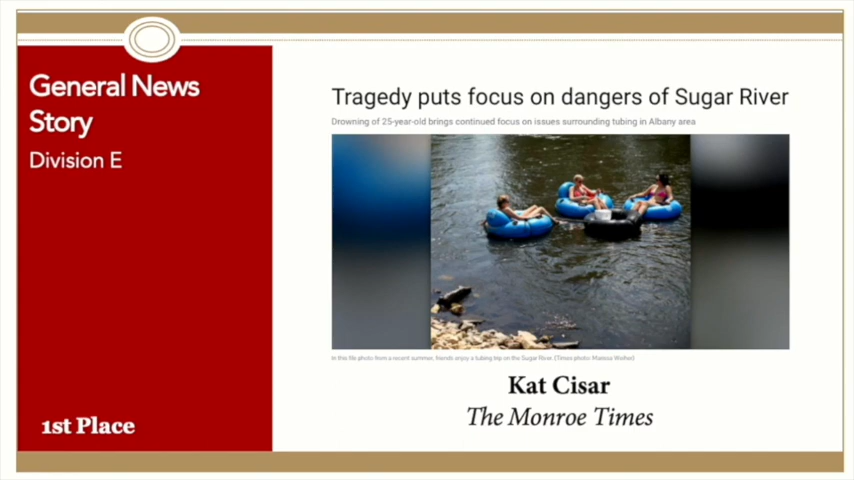 General News
Story
Division E
1st Place
Tragedy puts focus on dangers of Sugar River
Drowning of 25-year-old brings continued focus on issues surrounding tubing in Albany area
In this file photo from a recent summer, friends enjoy a tubing trip on the Sugar River. (Times photo: Marissa Weiher)
Kat Cisar
The Monroe Times